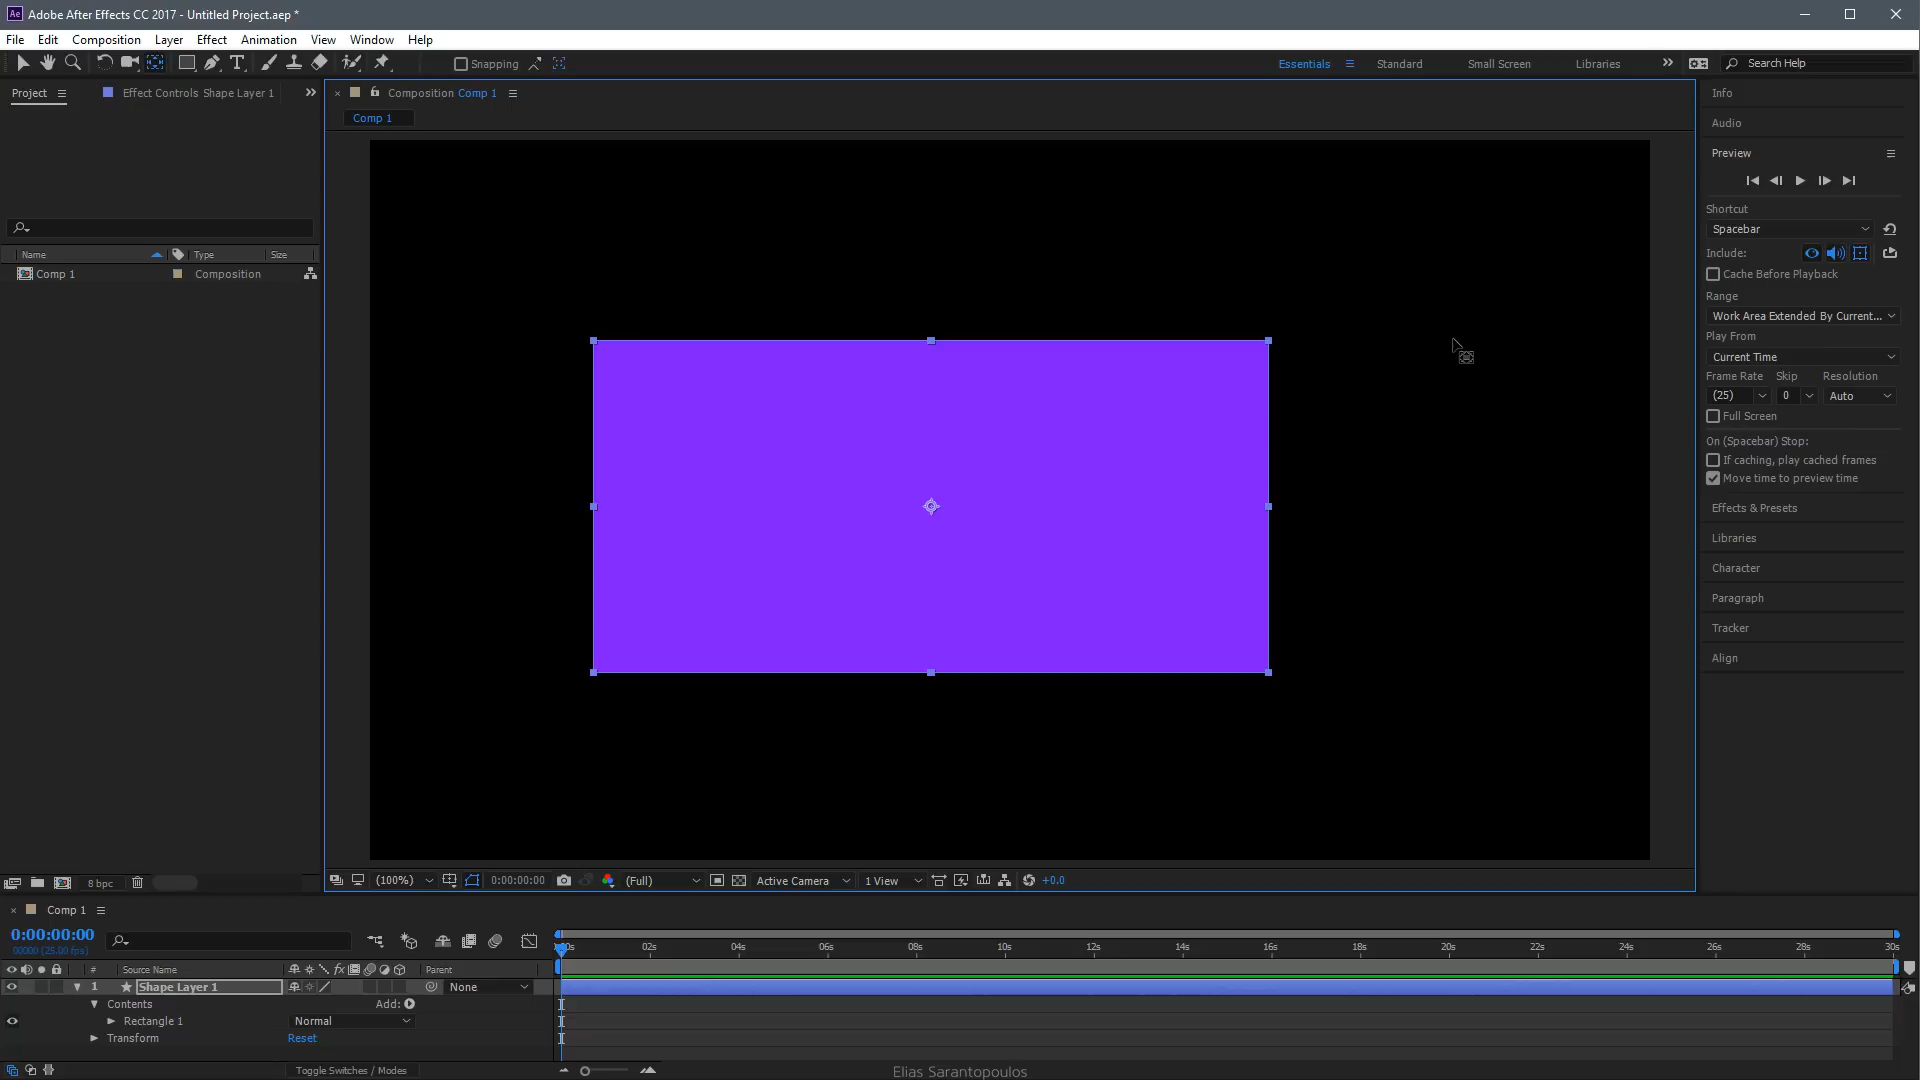 Ae Adobe After Effects CC 2017 - Untitled Project.aep *
File Edit Composition Layer Effect Animation View Window Help
T Snapping Essentials Standard Small Screen Libraries Search Help
Project Effect Controls Shape Layer 1
Composition Comp 1
Comp 1
Name Type Size
Comp 1 Composition
Info
Audio
Preview
Shortcut
Spacebar
Include:
Cache Before Playback
Range
Work Area Extended By Current...
Play From
Current Time
Frame Rate Skip Resolution
(25) 0 Auto
Full Screen
On (Spacebar) Stop:
If caching, play cached frames
Move time to preview time
Effects & Presets
Libraries
Character
Paragraph
Tracker
Align
8 bpc
(100%) 0:00:00:00 (Full) Active Camera 1 View +0.0
Comp 1
0:00:00:00
00000 (25.00 fps)
00s 02s 04s 06s 08s 10s 12s 14s 16s 18s 20s 22s 24s 26s 28s 30s
# Source Name fx Parent
1 Shape Layer 1 None
Contents Add:
Rectangle 1 Normal
Transform Reset
Toggle Switches / Modes
Elias Sarantopoulos